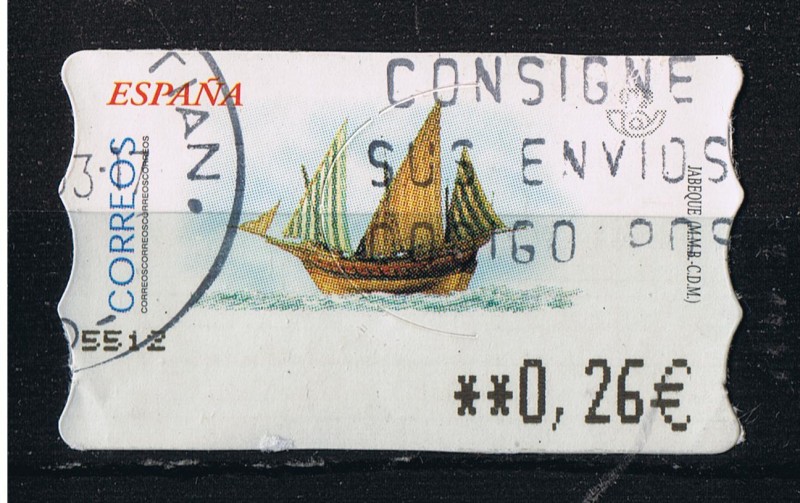 ESPAÑA
CORREOS
CORREOSCORREOSCORREOSCORREOS
CONSIGNE
SUS ENVIOS
JABEQUE (M.M.B.-C.D.M.)
5512
**0,26€